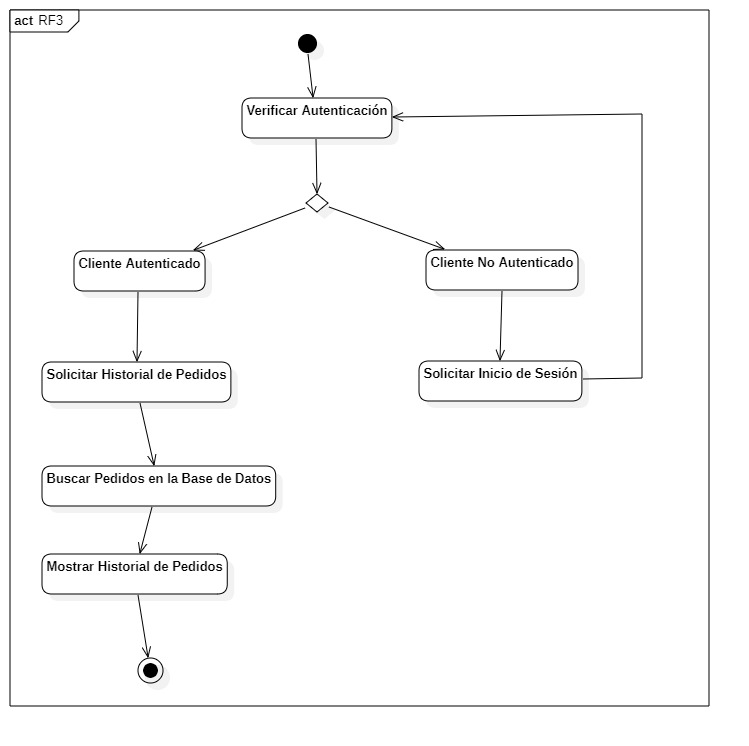 act RF3
Verificar Autenticación
Cliente Autenticado
Cliente No Autenticado
Solicitar Historial de Pedidos
Solicitar Inicio de Sesión
Buscar Pedidos en la Base de Datos
Mostrar Historial de Pedidos